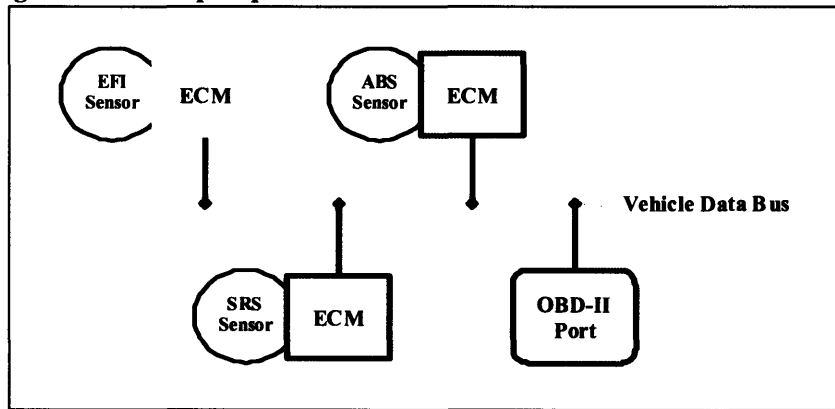 EFI
Sensor
ECM
ABS
Sensor
ECM
Vehicle Data Bus
SRS
Sensor
ECM
OBD-II
Port